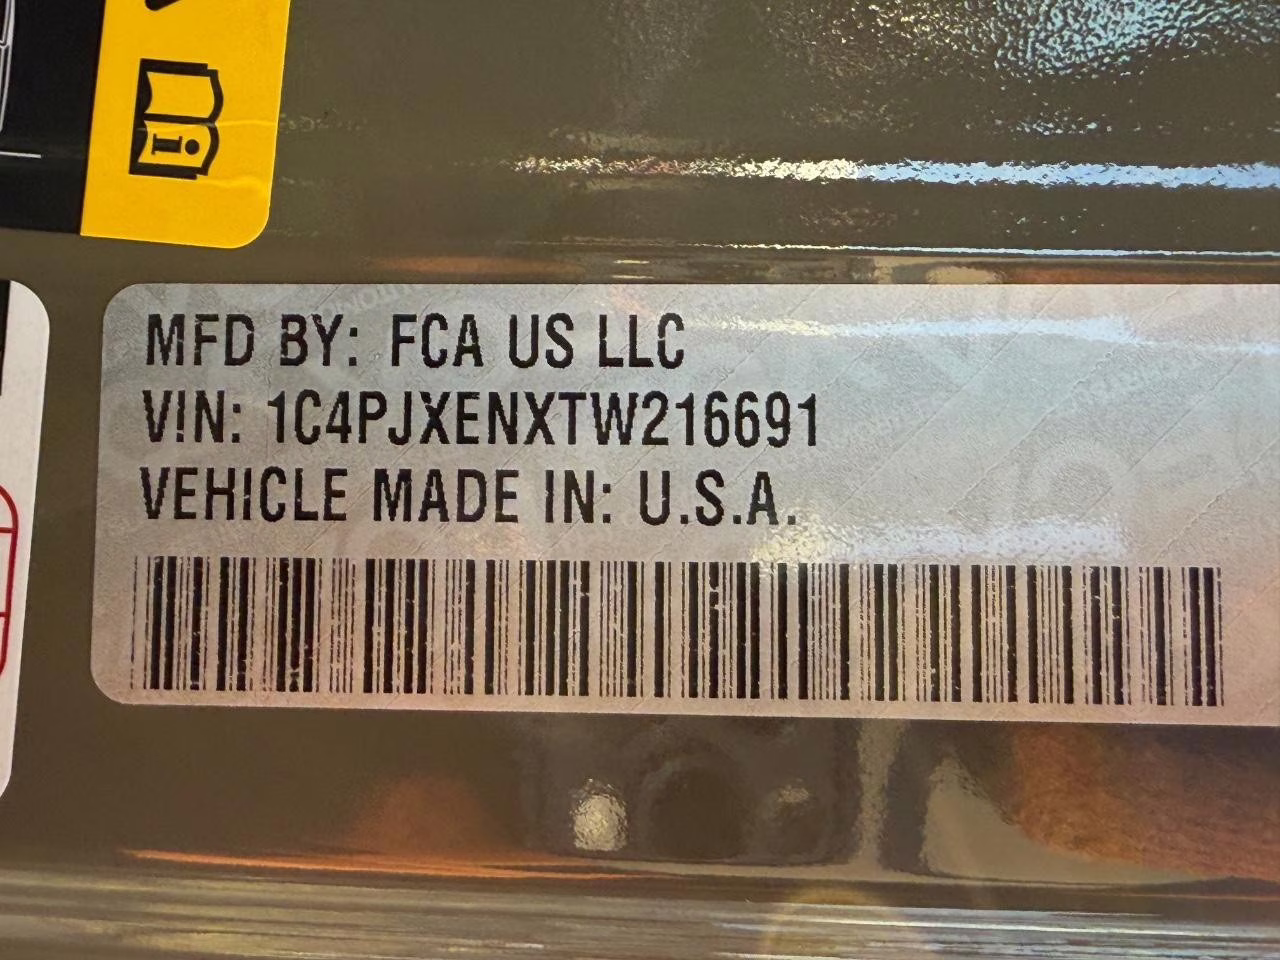 MFD BY: FCA US LLC
VIN: 1C4PJXENXTW216691
VEHICLE MADE IN: U.S.A.